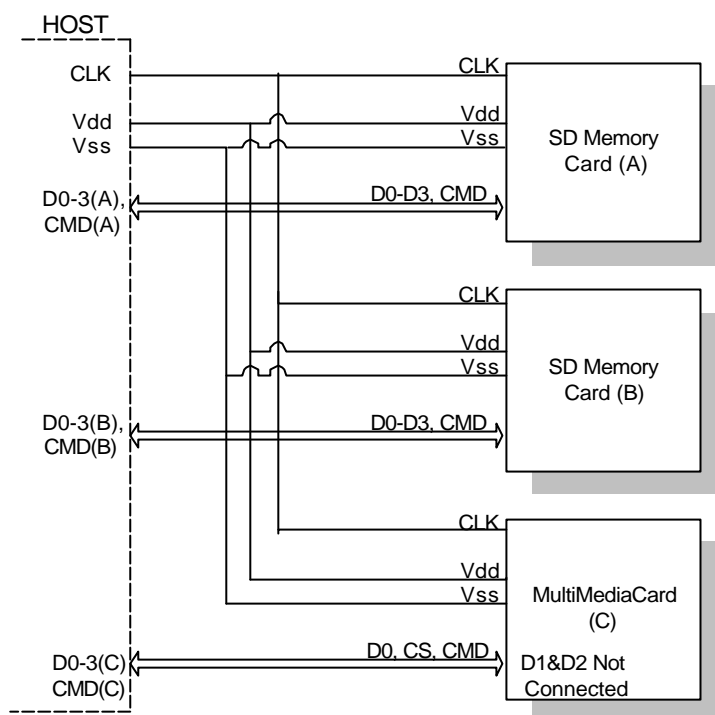 HOST
CLK
CLK
Vdd
Vdd
Vss
Vss
SD Memory
Card (A)
D0-3(A),
CMD(A)
D0-D3, CMD
CLK
Vdd
Vss
SD Memory
Card (B)
D0-3(B),
CMD(B)
D0-D3, CMD
CLK
Vdd
Vss
MultiMediaCard
(C)
D0-3(C)
CMD(C)
D0, CS, CMD
D1&D2 Not
Connected